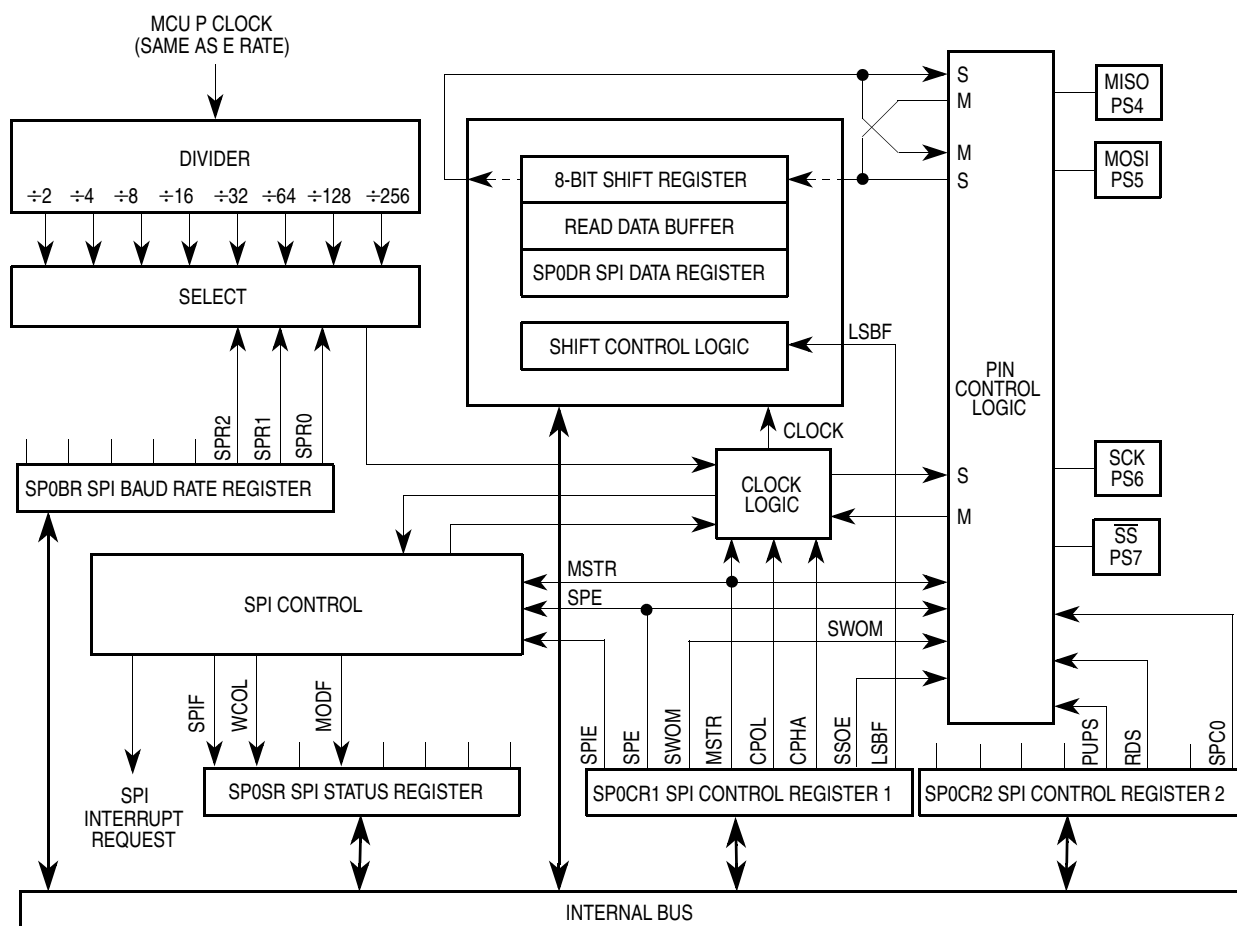 MCU P CLOCK
(SAME AS E RATE)
DIVIDER
÷2 ÷4 ÷8 ÷16 ÷32 ÷64 ÷128 ÷256
SELECT
SPR2
SPR1
SPR0
SP0BR SPI BAUD RATE REGISTER
8-BIT SHIFT REGISTER
READ DATA BUFFER
SP0DR SPI DATA REGISTER
SHIFT CONTROL LOGIC
LSBF
CLOCK
CLOCK
LOGIC
S
M
M
S
S
M
PIN
CONTROL
LOGIC
MISO
PS4
MOSI
PS5
SCK
PS6
SS
PS7
SPI CONTROL
MSTR
SPE
SWOM
SPIF
WCOL
MODF
SPI
INTERRUPT
REQUEST
SP0SR SPI STATUS REGISTER
SPIE
SPE
SWOM
MSTR
CPOL
CPHA
SSOE
LSBF
SP0CR1 SPI CONTROL REGISTER 1
PUPS
RDS
SPC0
SP0CR2 SPI CONTROL REGISTER 2
INTERNAL BUS